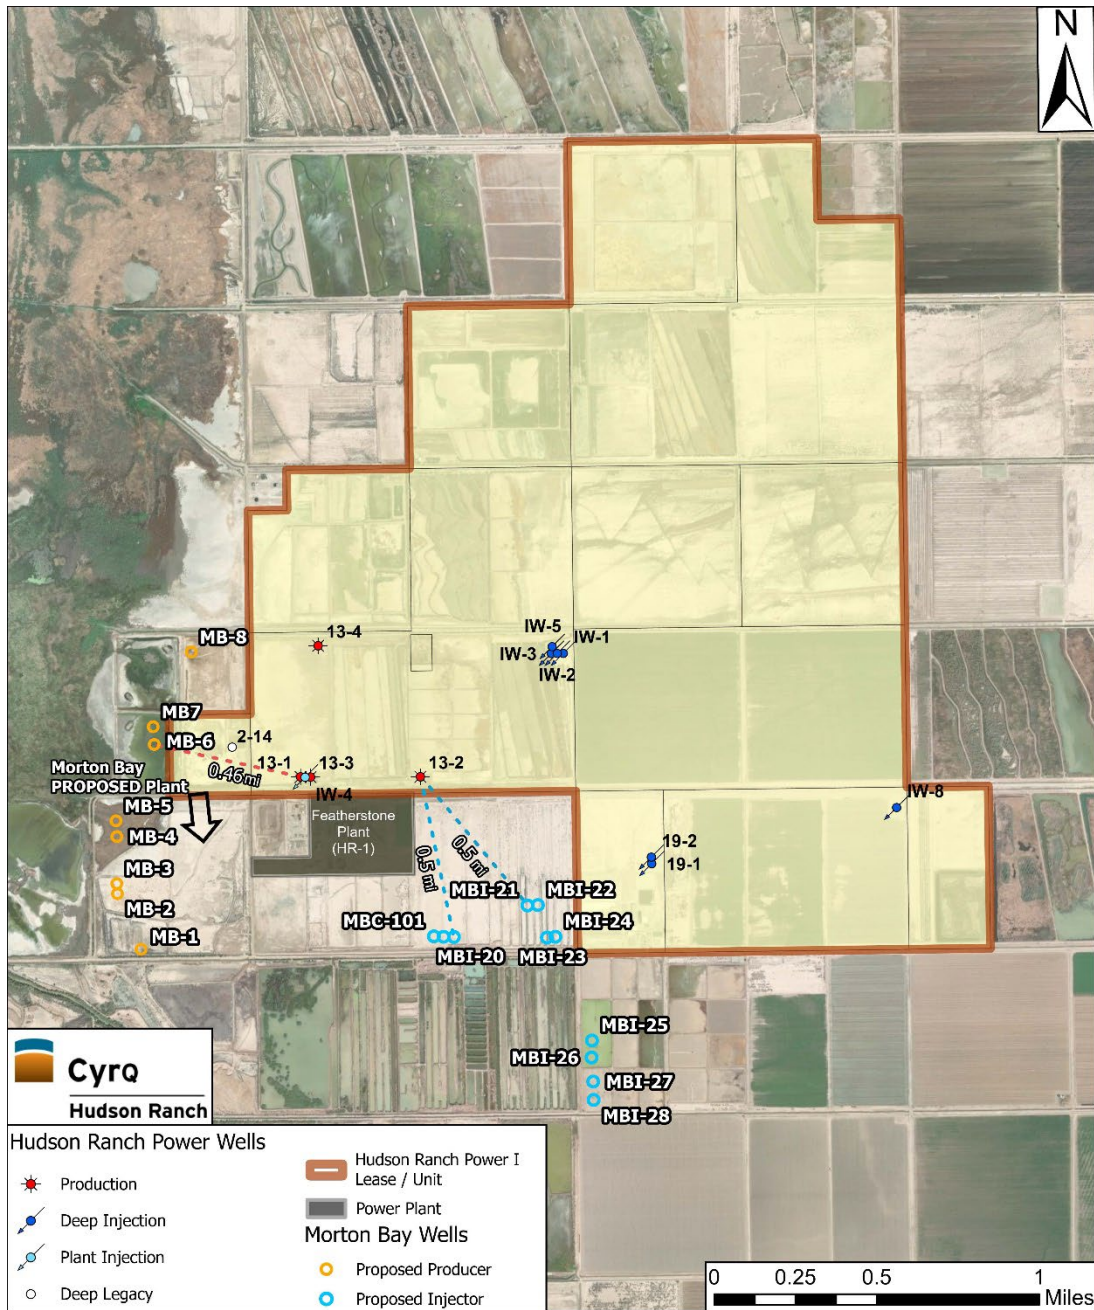 N
IW-5
IW-1
IW-3
IW-2
13-4
MB-8
MB7
MB-6
2-14
0.46mi
13-1
13-3
13-2
IW-4
Morton Bay
PROPOSED Plant
MB-5
MB-4
MB-3
MB-2
MB-1
Featherstone
Plant
(HR-1)
0.5 mi
0.5 mi
IW-8
19-2
19-1
MBI-21
MBI-22
MBC-101
MBI-24
MBI-20
MBI-23
MBI-25
MBI-26
MBI-27
MBI-28
Cyrq
Hudson Ranch
Hudson Ranch Power Wells
Production
Deep Injection
Plant Injection
Deep Legacy
Hudson Ranch Power I
Lease / Unit
Power Plant
Morton Bay Wells
Proposed Producer
Proposed Injector
0 0.25 0.5 1
Miles